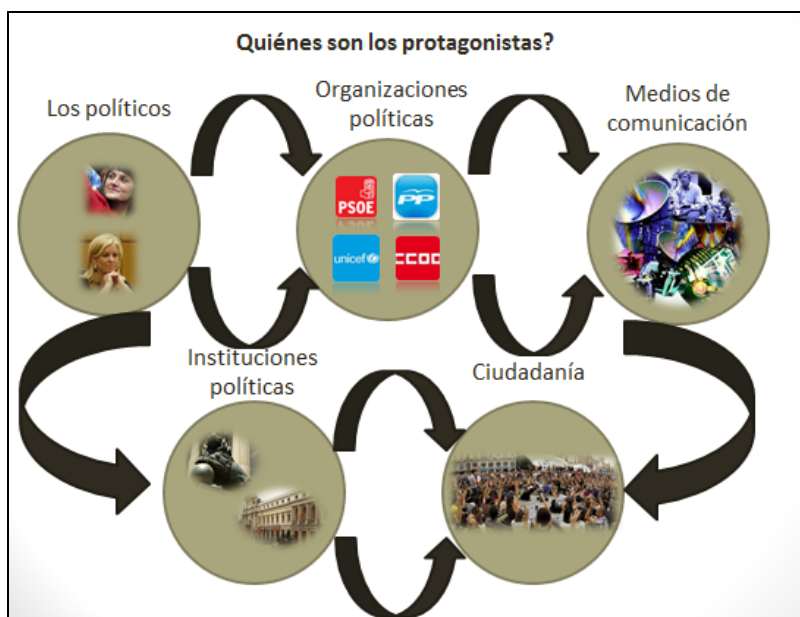 Quiénes son los protagonistas?
Los políticos
Organizaciones
políticas
Medios de
comunicación
PSOE
PP
unicef
CCOO
Instituciones
políticas
Ciudadanía